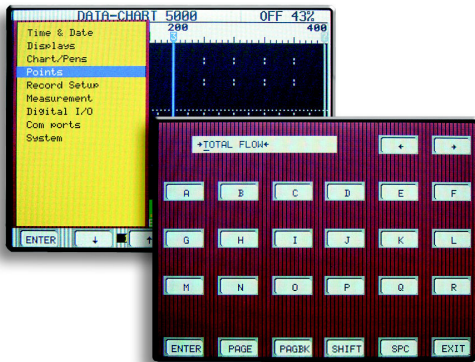 DATA-CHART 5000 OFF 43%
200 400
Time & Date
Displays
Chart/Pens
Points
Record Setup
Measurement
Digital I/O
Com ports
System
ENTER ↓ ↑
→TOTAL FLOW← ← →
A B C D E F
G H I J K L
M N O P Q R
ENTER PAGE PAGBK SHIFT SPC EXIT